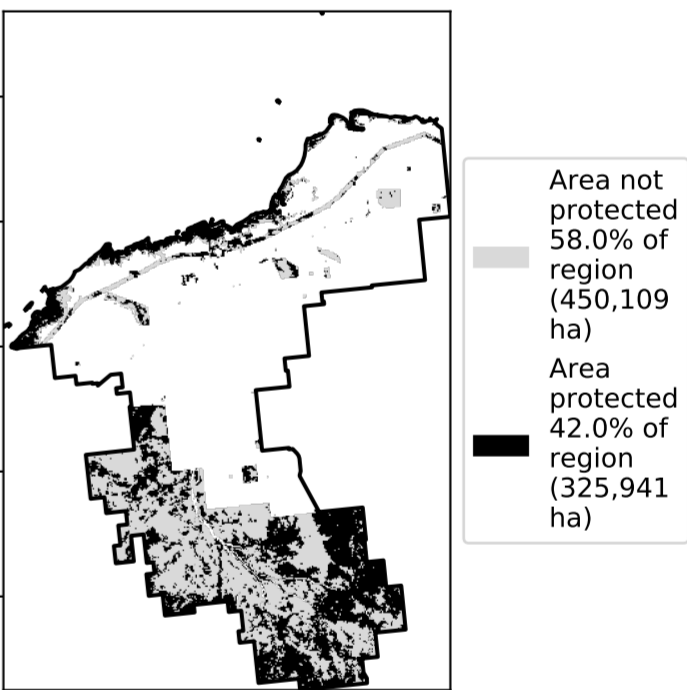 Area not
protected
58.0% of
region
(450,109
ha)
Area
protected
42.0% of
region
(325,941
ha)